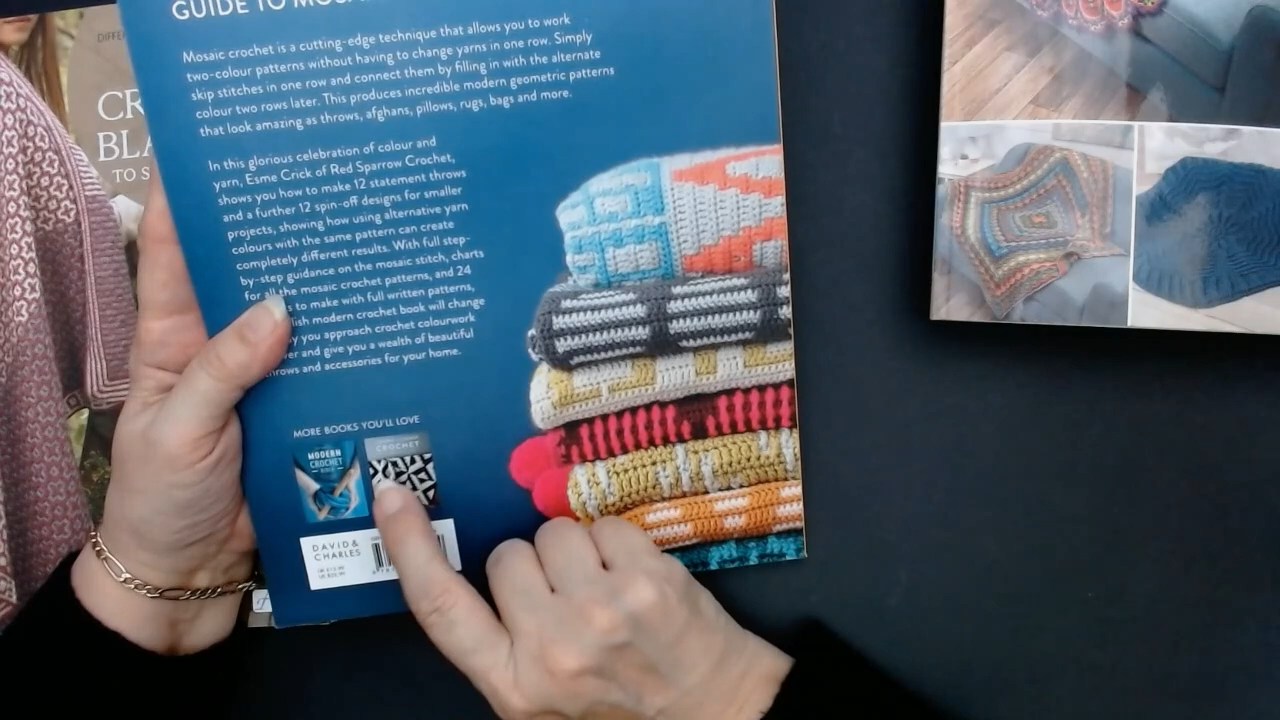 GUIDE TO
Mosaic crochet is a cutting-edge technique that allows you to work
two-colour patterns without having to change yarns in one row. Simply
skip stitches in one row and connect them by filling in with the alternate
colour two rows later. This produces incredible modern geometric patterns
that look amazing as throws, afghans, pillows, rugs, bags and more.
In this glorious celebration of colour and
yarn, Esme Crick of Red Sparrow Crochet,
shows you how to make 12 statement throws
and a further 12 spin-off designs for smaller
projects, showing how using alternative yarn
colours with the same pattern can create
completely different results. With full step-
by-step guidance on the mosaic stitch, charts
for all the mosaic crochet patterns, and 24
s to make with full written patterns,
lish modern crochet book will change
y you approach crochet colourwork
er and give you a wealth of beautiful
throws and accessories for your home.
MORE BOOKS YOU'LL LOVE
MODERN
CROCHET
BIBLE
CROCHET
DAVID &
CHARLES
DIFFE
CR
BLA
TO S